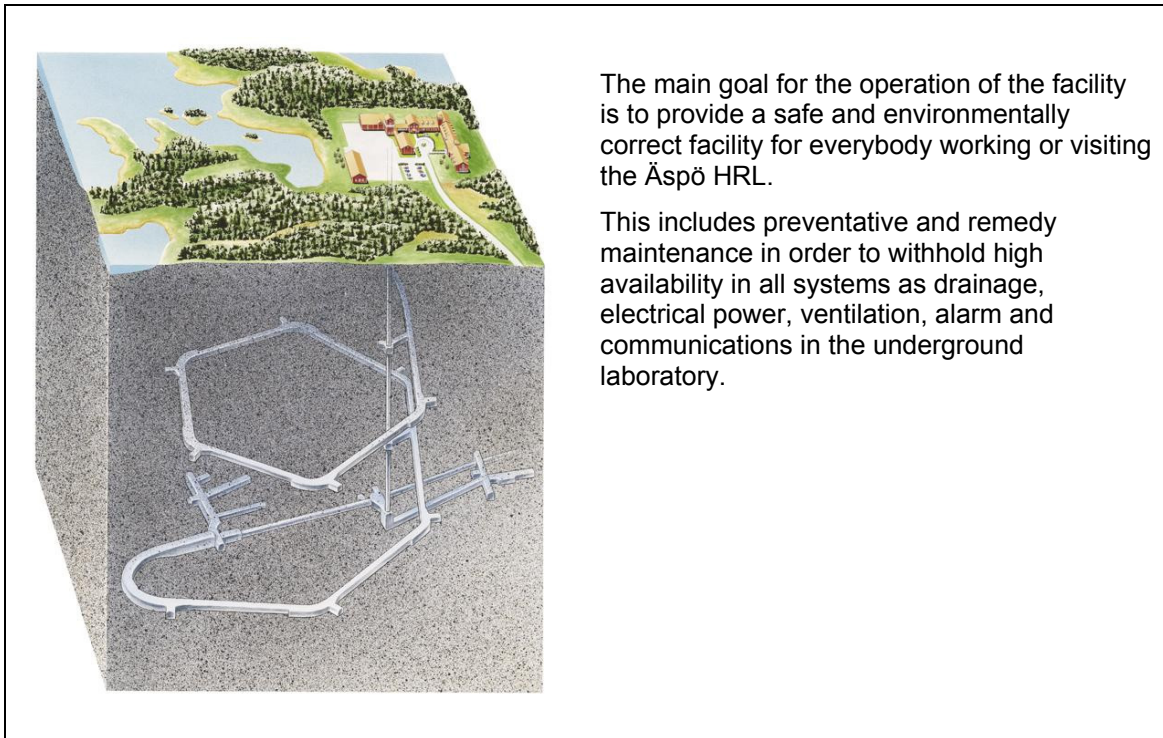 The main goal for the operation of the facility
is to provide a safe and environmentally
correct facility for everybody working or visiting
the Äspö HRL.
This includes preventative and remedy
maintenance in order to withhold high
availability in all systems as drainage,
electrical power, ventilation, alarm and
communications in the underground
laboratory.